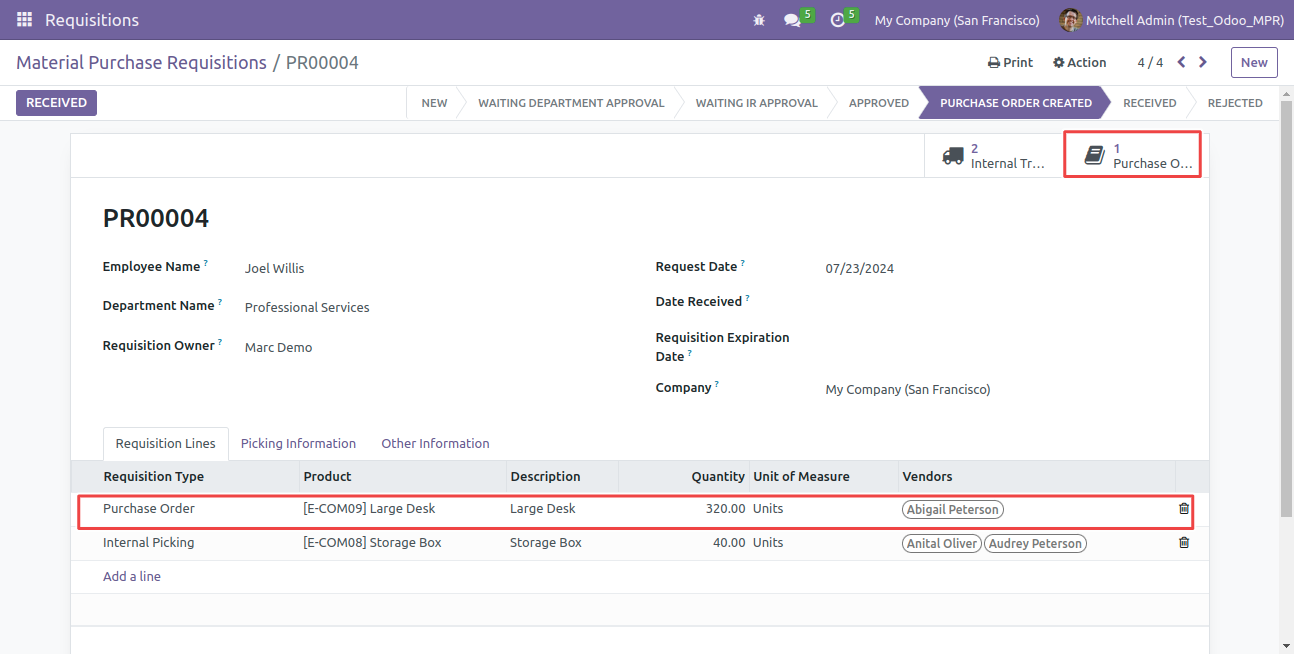 Requisitions 5 5 My Company (San Francisco) Mitchell Admin (Test_Odoo_MPR)
Material Purchase Requisitions / PR00004 Print Action 4 / 4 New
RECEIVED NEW WAITING DEPARTMENT APPROVAL WAITING IR APPROVAL APPROVED PURCHASE ORDER CREATED RECEIVED REJECTED
2 Internal Tr... 1 Purchase O...
PR00004
Employee Name ? Joel Willis Request Date ? 07/23/2024
Department Name ? Professional Services Date Received ?
Requisition Owner ? Marc Demo Requisition Expiration
Date ?
Company ? My Company (San Francisco)
Requisition Lines Picking Information Other Information
Requisition Type Product Description Quantity Unit of Measure Vendors
Purchase Order [E-COM09] Large Desk Large Desk 320.00 Units Abigail Peterson
Internal Picking [E-COM08] Storage Box Storage Box 40.00 Units Anital Oliver Audrey Peterson
Add a line